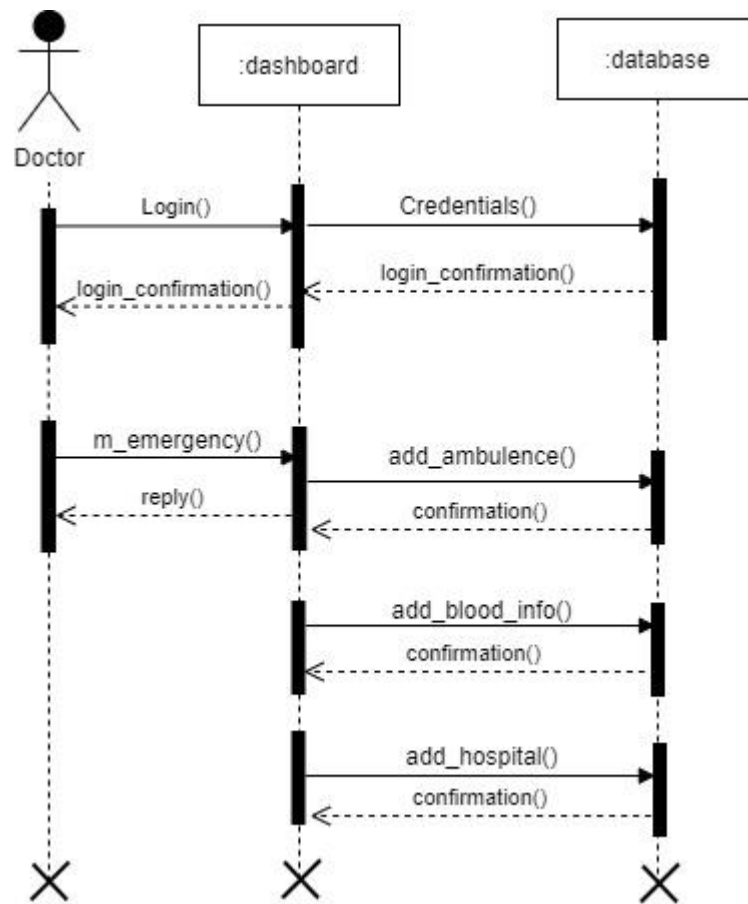 :dashboard
:database
Doctor
Login()
Credentials()
login_confirmation()
login_confirmation()
m_emergency()
add_ambulence()
reply()
confirmation()
add_blood_info()
confirmation()
add_hospital()
confirmation()